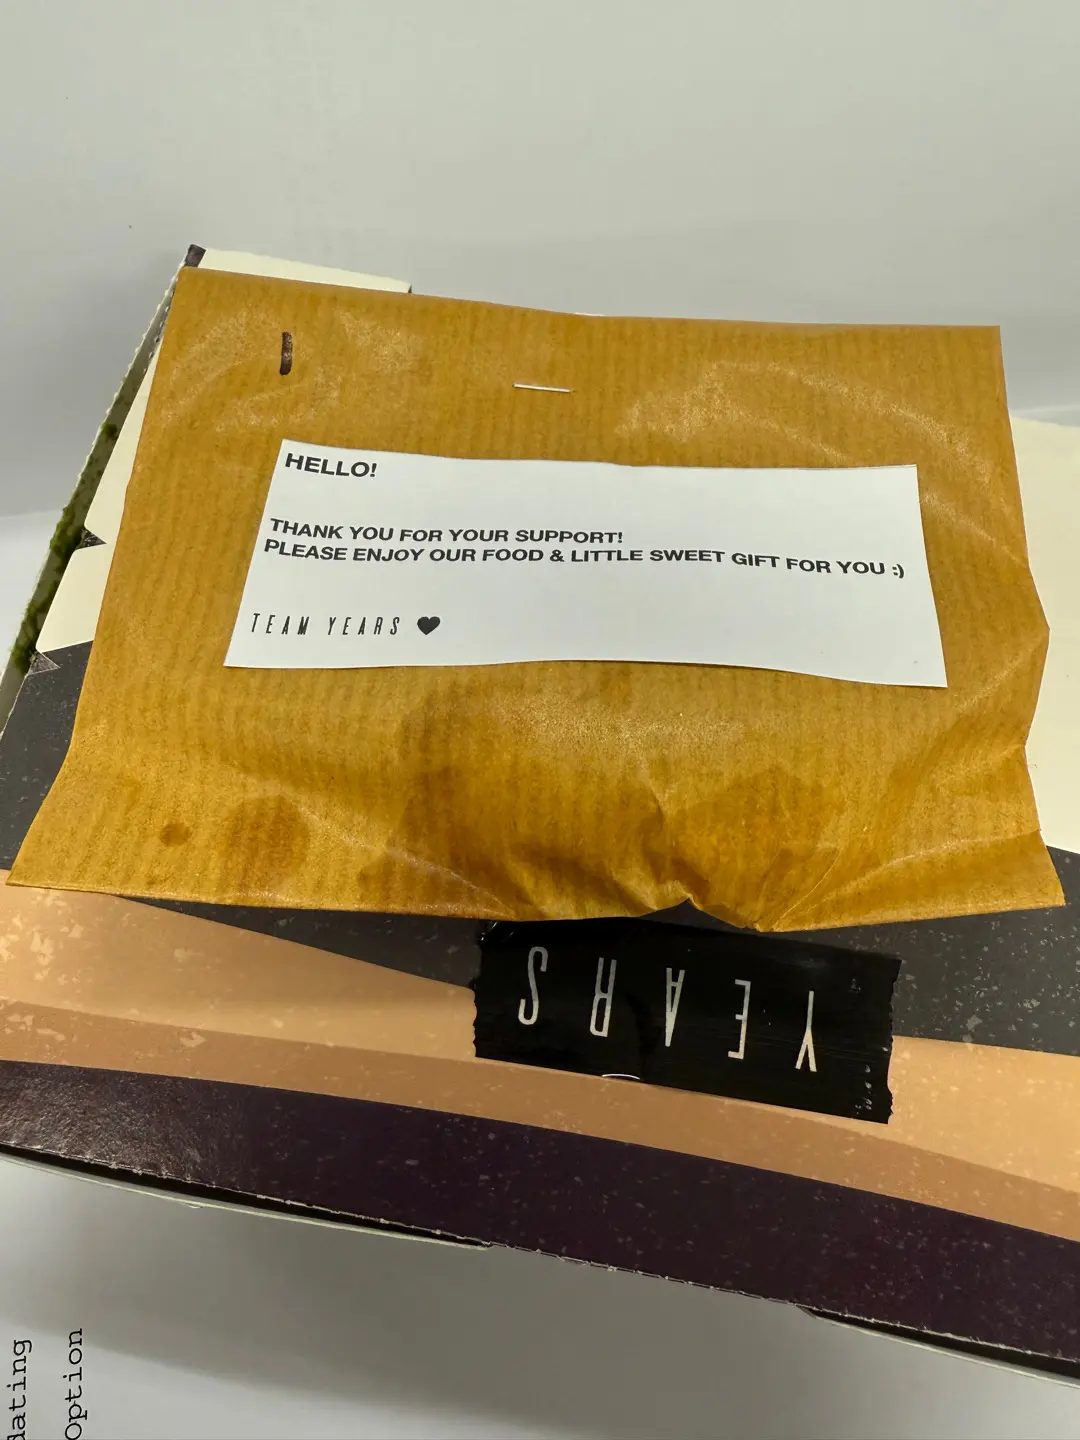 HELLO!
THANK YOU FOR YOUR SUPPORT!
PLEASE ENJOY OUR FOOD & LITTLE SWEET GIFT FOR YOU :)
TEAM YEARS ♥
YEARS
dating
Option